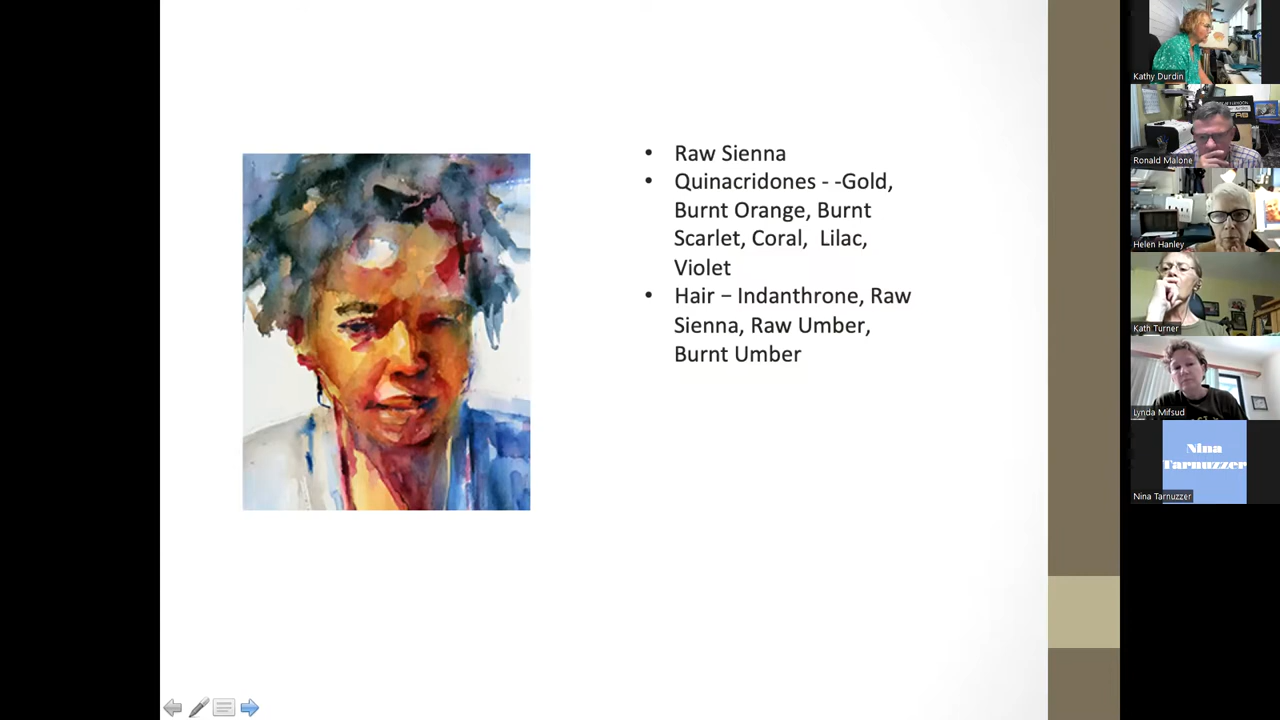 • Raw Sienna
• Quinacridones - -Gold,
Burnt Orange, Burnt
Scarlet, Coral,  Lilac,
Violet
• Hair – Indanthrone, Raw
Sienna, Raw Umber,
Burnt Umber
Kathy Durdin
Ronald Malone
Helen Hanley
Kath Turner
Lynda Mifsud
Nina
Tarnuzzer
Nina Tarnuzzer